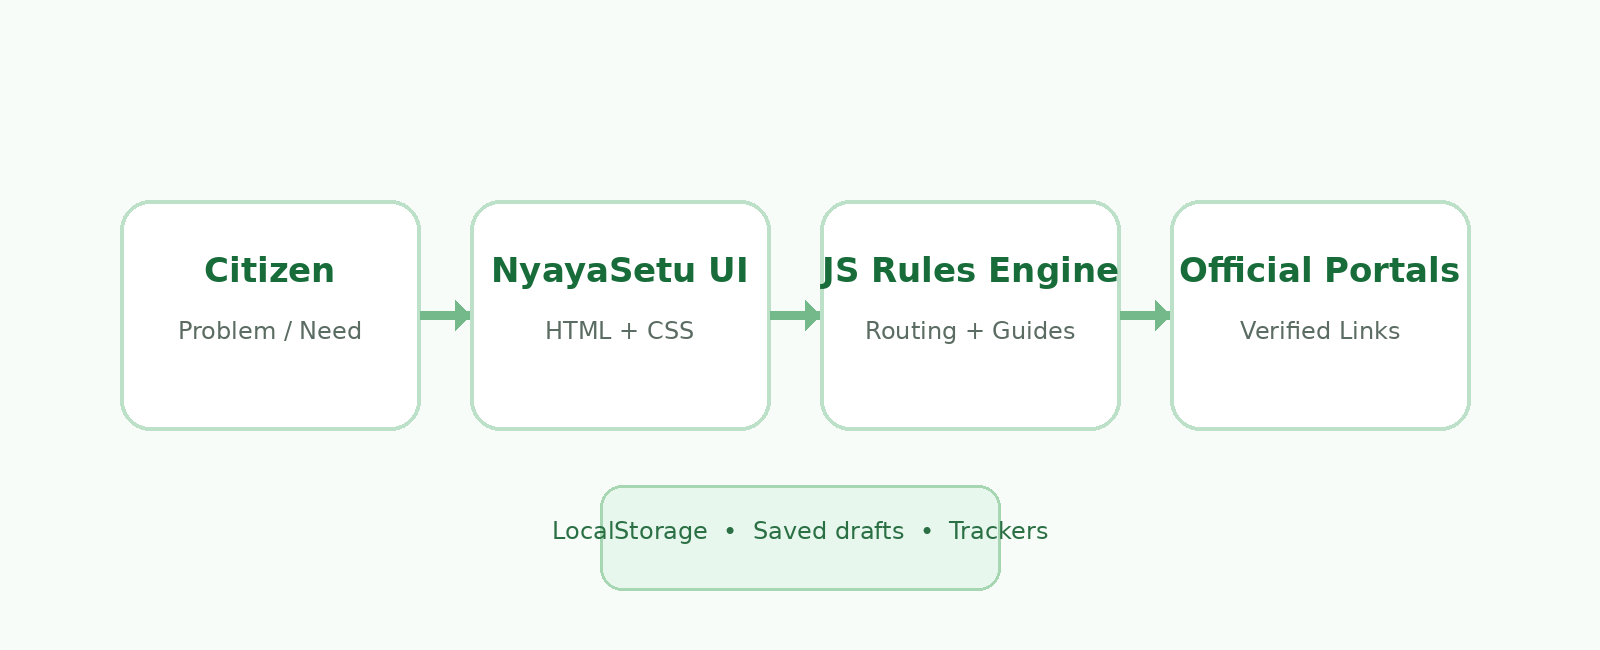 Citizen
Problem / Need
NyayaSetu UI
HTML + CSS
JS Rules Engine
Routing + Guides
Official Portals
Verified Links
LocalStorage • Saved drafts • Trackers